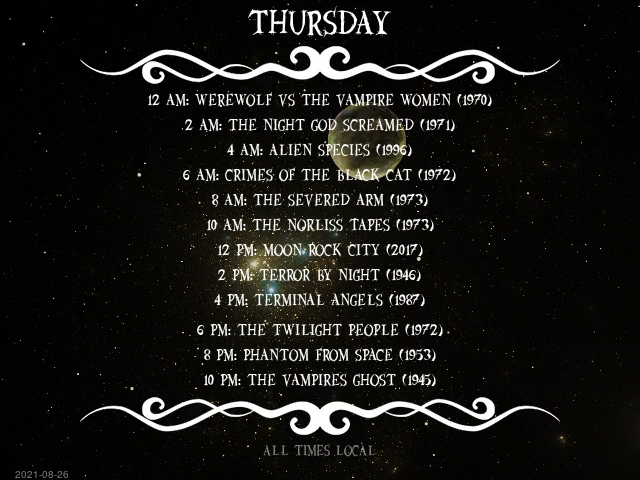 THURSDAY
12 AM: WEREWOLF VS THE VAMPIRE WOMEN (1970)
2 AM: THE NIGHT GOD SCREAMED (1971)
4 AM: ALIEN SPECIES (1996)
6 AM: CRIMES OF THE BLACK CAT (1972)
8 AM: THE SEVERED ARM (1973)
10 AM: THE NORLISS TAPES (1973)
12 PM: MOON ROCK CITY (2017)
2 PM: TERROR BY NIGHT (1946)
4 PM: TERMINAL ANGELS (1987)
6 PM: THE TWILIGHT PEOPLE (1972)
8 PM: PHANTOM FROM SPACE (1953)
10 PM: THE VAMPIRES GHOST (1945)
ALL TIMES LOCAL
2021-08-26